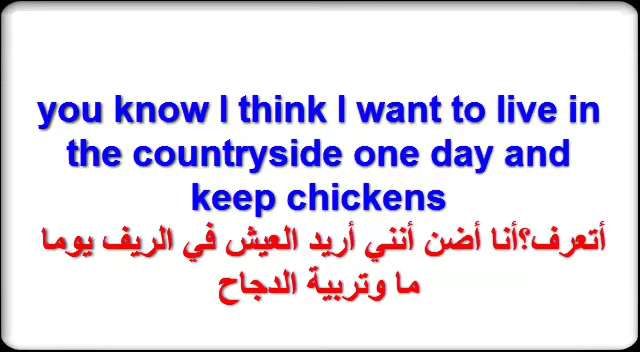 you know I think I want to live in
the countryside one day and
keep chickens
أتعرف؟أنا أضن أنني أريد العيش في الريف يوما
ما وتربية الدجاح